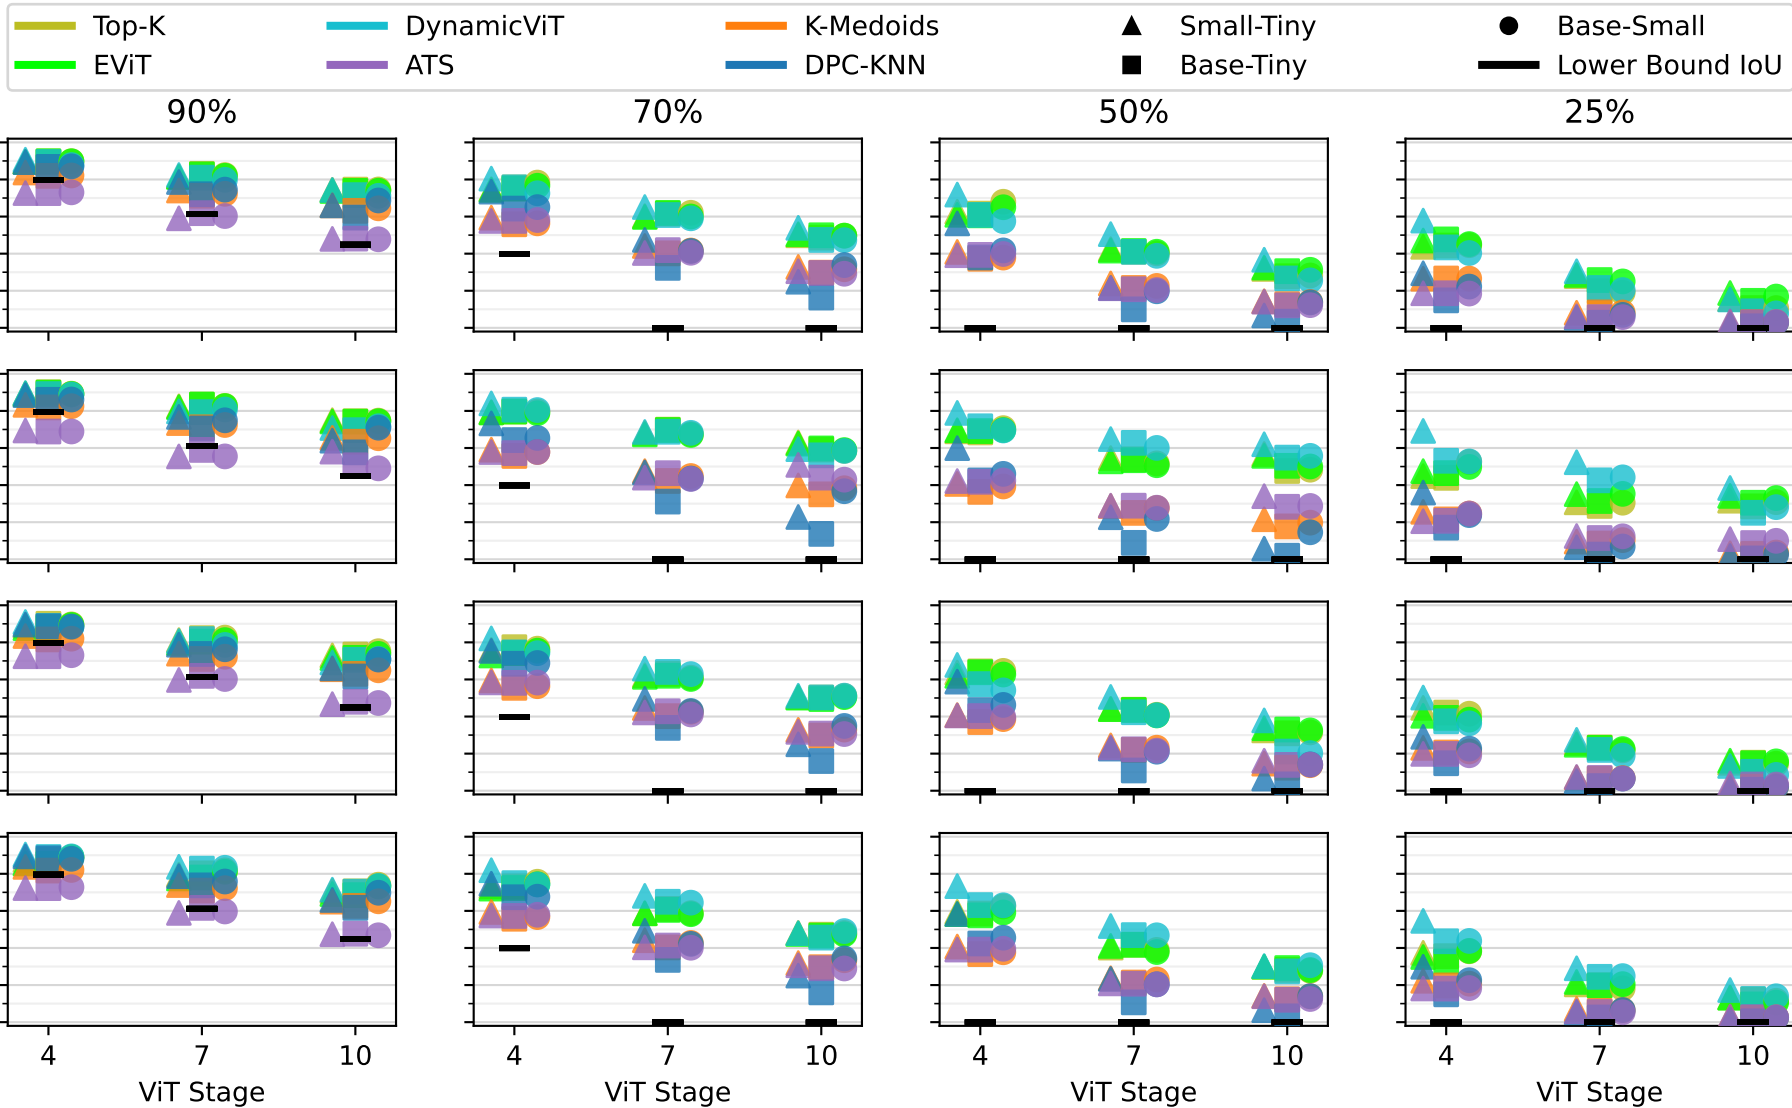 Top-K DynamicViT K-Medoids Small-Tiny Base-Small
EViT ATS DPC-KNN Base-Tiny Lower Bound IoU
90% 70% 50% 25%
4 7 10 4 7 10 4 7 10 4 7 10
ViT Stage ViT Stage ViT Stage ViT Stage